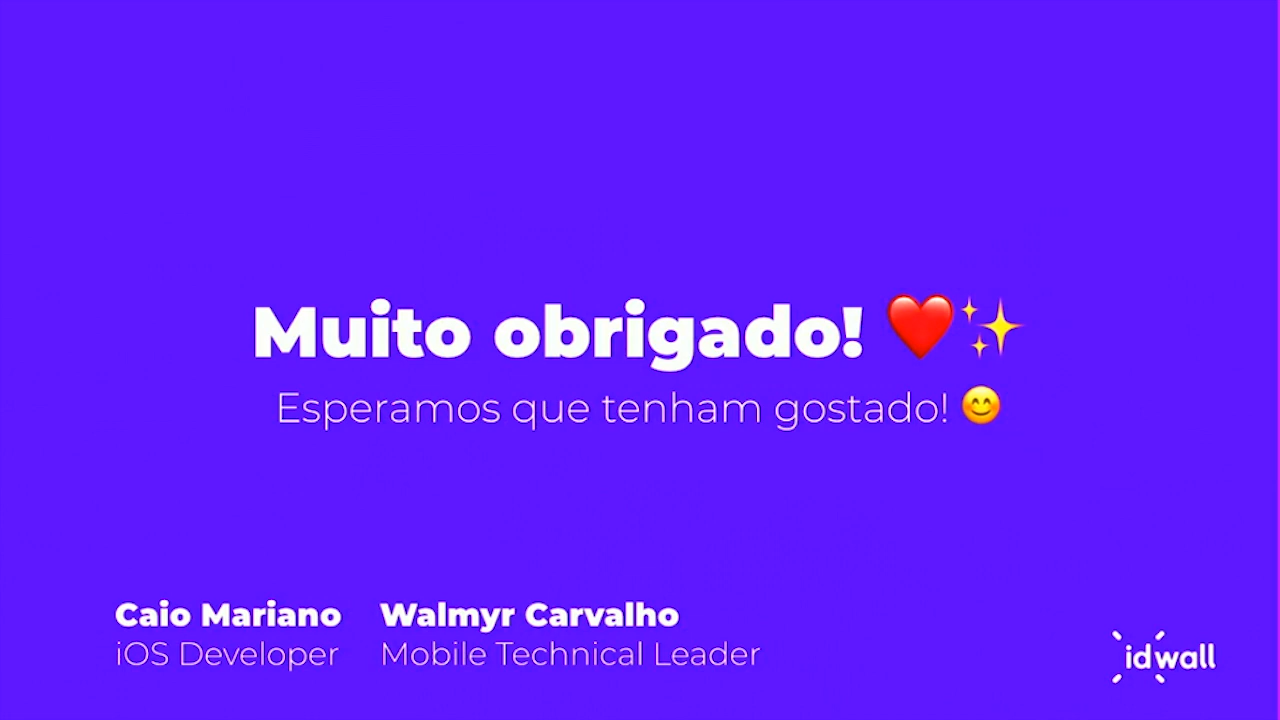 Muito obrigado! ❤️✨
Esperamos que tenham gostado! 😊
Caio Mariano
iOS Developer
Walmyr Carvalho
Mobile Technical Leader
idwall